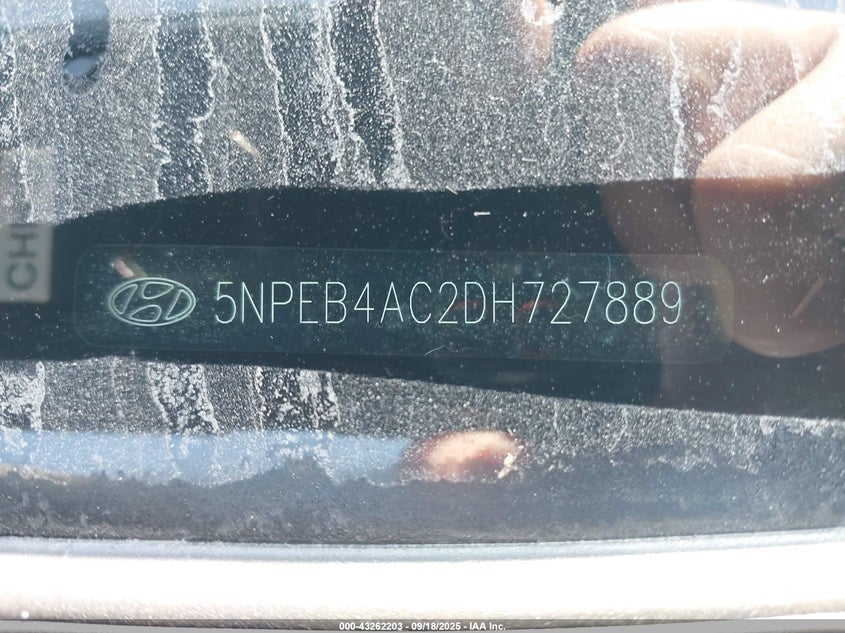 CH
5NPEB4AC2DH727889
000-43262203 - 09/18/2025 - IAA Inc.